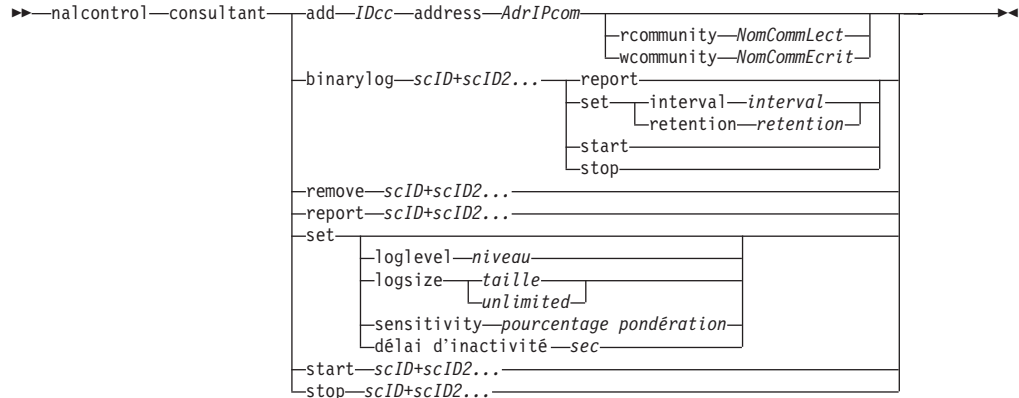 nalcontrol consultant add IDcc address AdrIPcom
rcommunity NomCommLect
wcommunity NomCommEcrit
binarylog scID+scID2... report
set interval interval
retention retention
start
stop
remove scID+scID2...
report scID+scID2...
set
loglevel niveau
logsize taille
unlimited
sensitivity pourcentage pondération
délai d'inactivité sec
start scID+scID2...
stop scID+scID2...